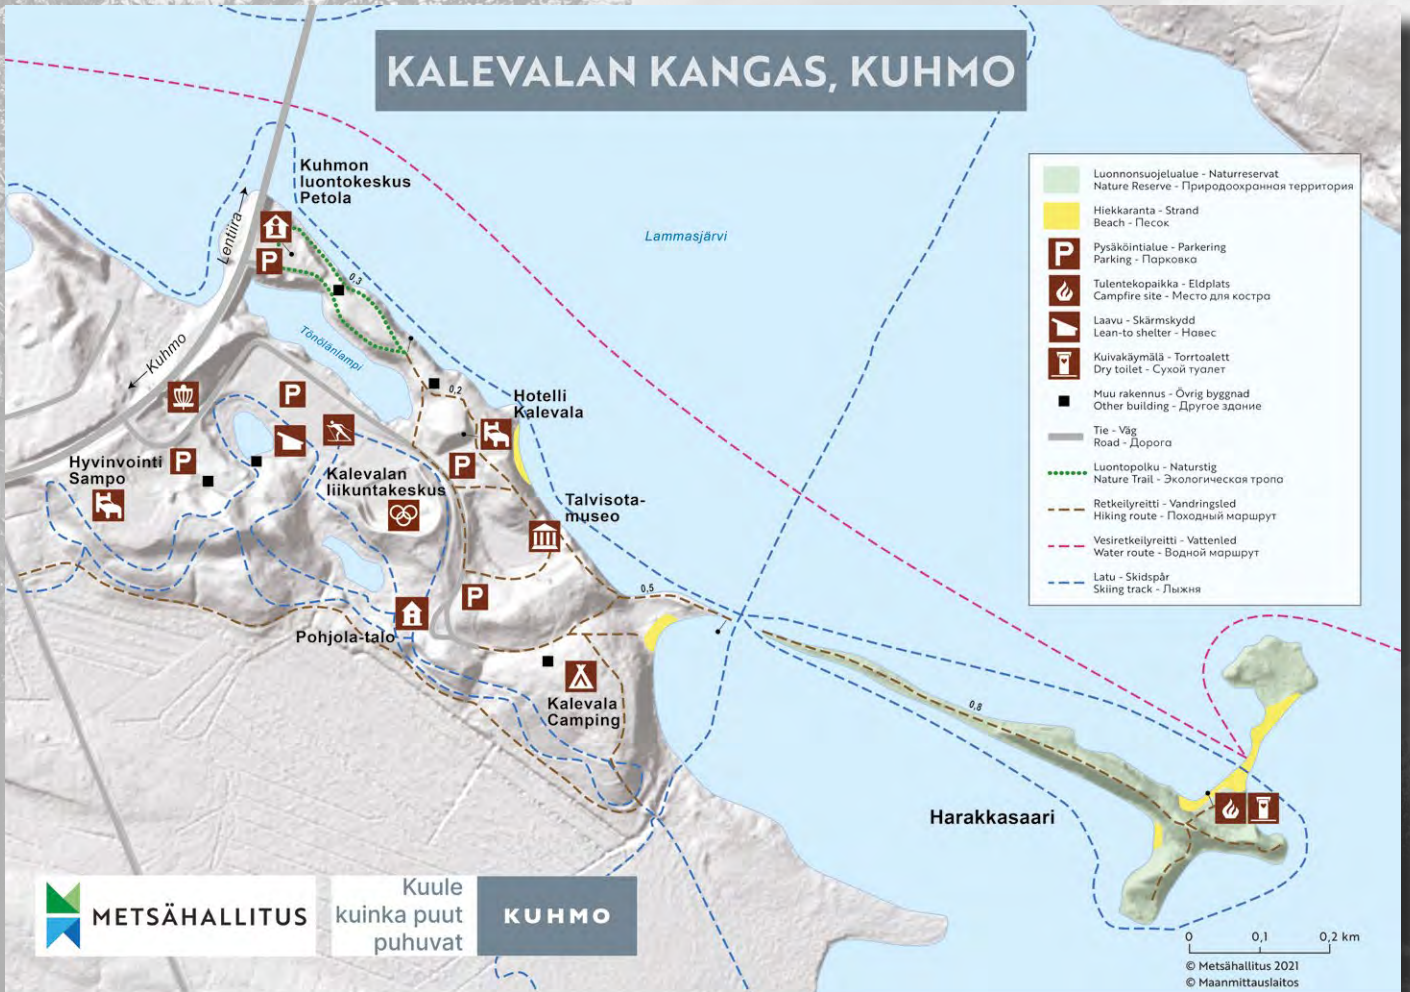 KALEVALAN KANGAS, KUHMO
Kuhmon
luontokeskus
Petola
Lentiira
Kuhmo
P
0,3
Tönölänlampi
Lammasjärvi
P
0,2
Hotelli
Kalevala
P
P
Hyvinvointi
Sampo
Kalevalan
liikuntakeskus
Talvisota-
museo
P
0,5
Pohjola-talo
Kalevala
Camping
0,8
Harakkasaari
Luonnonsuojelualue - Naturreservat
Nature Reserve - Природоохранная территория
Hiekkaranta - Strand
Beach - Песок
P
Pysäköintialue - Parkering
Parking - Парковка
Tulentekopaikka - Eldplats
Campfire site - Место для костра
Laavu - Skärmskydd
Lean-to shelter - Навес
Kuivakäymälä - Torrtoalett
Dry toilet - Сухой туалет
Muu rakennus - Övrig byggnad
Other building - Другое здание
Tie - Väg
Road - Дорога
Luontopolku - Naturstig
Nature Trail - Экологическая тропа
Retkeilyreitti - Vandringsled
Hiking route - Походный маршрут
Vesiretkeilyreitti - Vattenled
Water route - Водной маршрут
Latu - Skidspår
Skiing track - Лыжня
METSÄHALLITUS
Kuule
kuinka puut
puhuvat
KUHMO
0 0,1 0,2 km
© Metsähallitus 2021
© Maanmittauslaitos